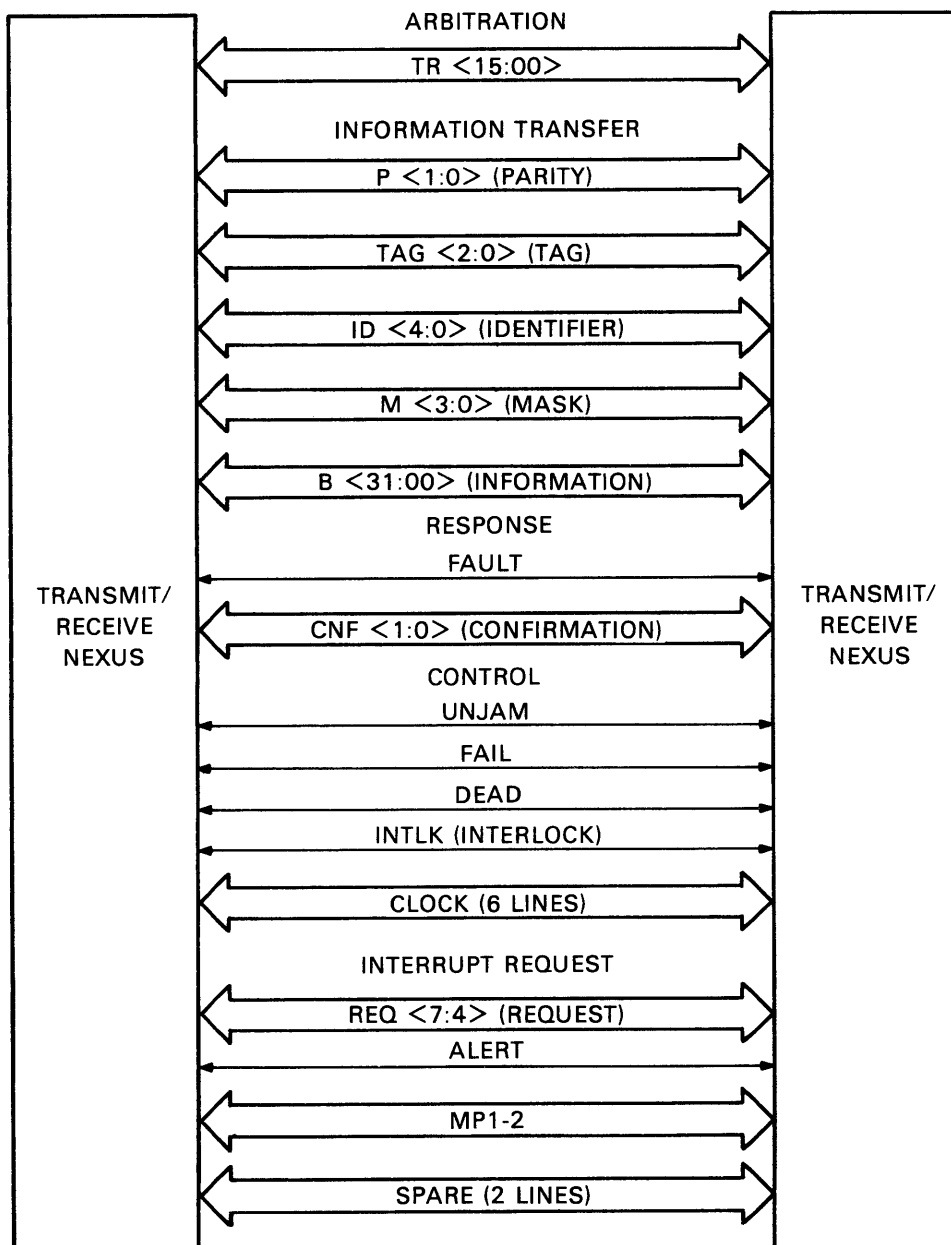 ARBITRATION
TR <15:00>
INFORMATION TRANSFER
P <1:0> (PARITY)
TAG <2:0> (TAG)
ID <4:0> (IDENTIFIER)
M <3:0> (MASK)
B <31:00> (INFORMATION)
RESPONSE
FAULT
TRANSMIT/
RECEIVE
NEXUS
CNF <1:0> (CONFIRMATION)
TRANSMIT/
RECEIVE
NEXUS
CONTROL
UNJAM
FAIL
DEAD
INTLK (INTERLOCK)
CLOCK (6 LINES)
INTERRUPT REQUEST
REQ <7:4> (REQUEST)
ALERT
MP1-2
SPARE (2 LINES)